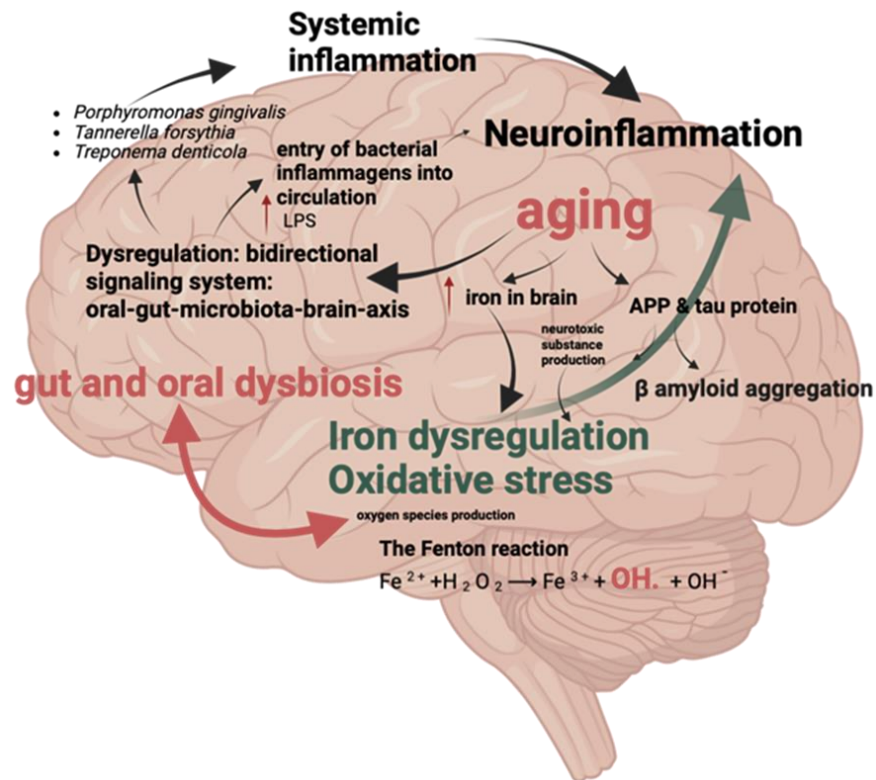 Systemic
inflammation
• Porphyromonas gingivalis
• Tannerella forsythia
• Treponema denticola
entry of bacterial
inflammagens into
circulation
LPS
Neuroinflammation
aging
Dysregulation: bidirectional
signaling system:
oral-gut-microbiota-brain-axis
iron in brain
APP & tau protein
neurotoxic
substance
production
β amyloid aggregation
gut and oral dysbiosis
Iron dysregulation
Oxidative stress
oxygen species production
The Fenton reaction
Fe ²⁺ +H ₂ O ₂ → Fe ³⁺ + OH. + OH ⁻